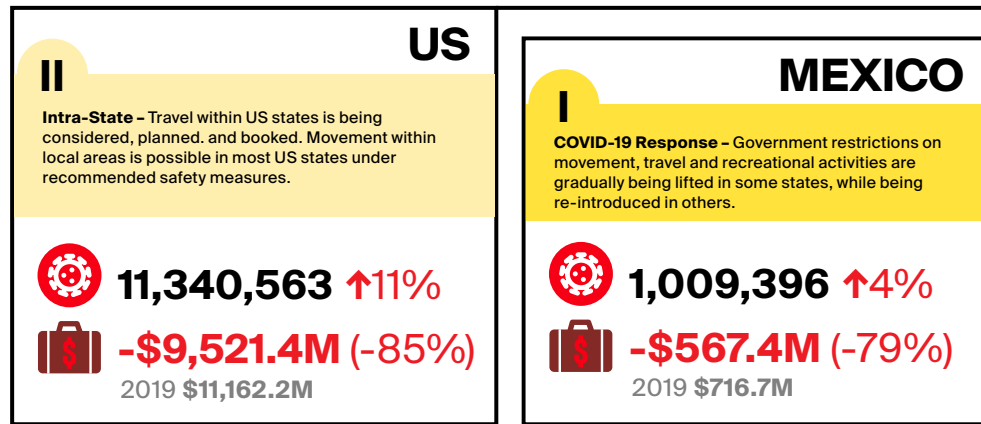 US
II
Intra-State – Travel within US states is being
considered, planned. and booked. Movement within
local areas is possible in most US states under
recommended safety measures.
11,340,563 ↑11%
$
-$9,521.4M (-85%)
2019 $11,162.2M
MEXICO
I
COVID-19 Response – Government restrictions on
movement, travel and recreational activities are
gradually being lifted in some states, while being
re-introduced in others.
1,009,396 ↑4%
$
-$567.4M (-79%)
2019 $716.7M